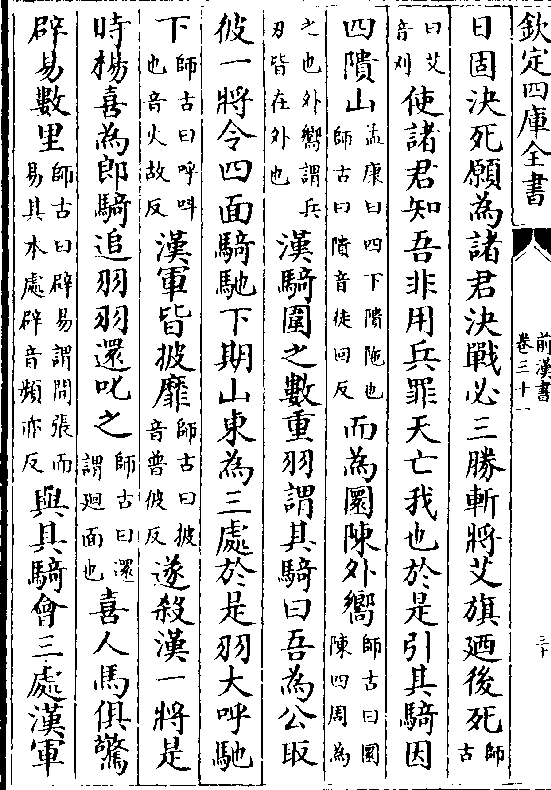 欽定四庫全書
前漢書
卷三十一
三十
日固決死願為諸君決戰必三勝斬將艾旗廼後死師古
曰艾音刈使諸君知吾非用兵罪天亡我也於是引其騎因
四隤山孟康曰四下隤陁也師古曰隤音徒回反而為圜陳外嚮師古曰圜陳四周為
之也外嚮謂兵刃皆在外也漢騎圍之數重羽謂其騎曰吾為公取
彼一將令四面騎馳下期山東為三處於是羽大呼馳
下師古曰呼呌也音火故反漢軍皆披靡師古曰披音普彼反遂殺漢一將是
時楊喜為郎騎追羽羽還叱之師古曰還謂廻面也喜人馬俱驚
辟易數里師古曰辟易謂開張而易其本處辟音頻亦反與其騎會三處漢軍